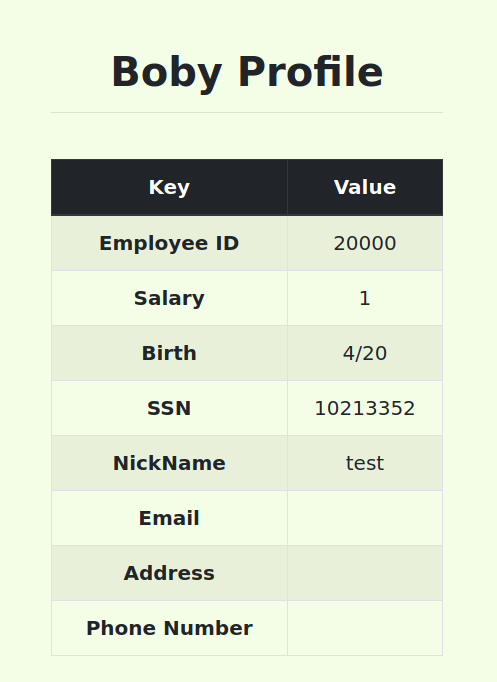 Boby Profile
Key Value
Employee ID 20000
Salary 1
Birth 4/20
SSN 10213352
NickName test
Email
Address
Phone Number